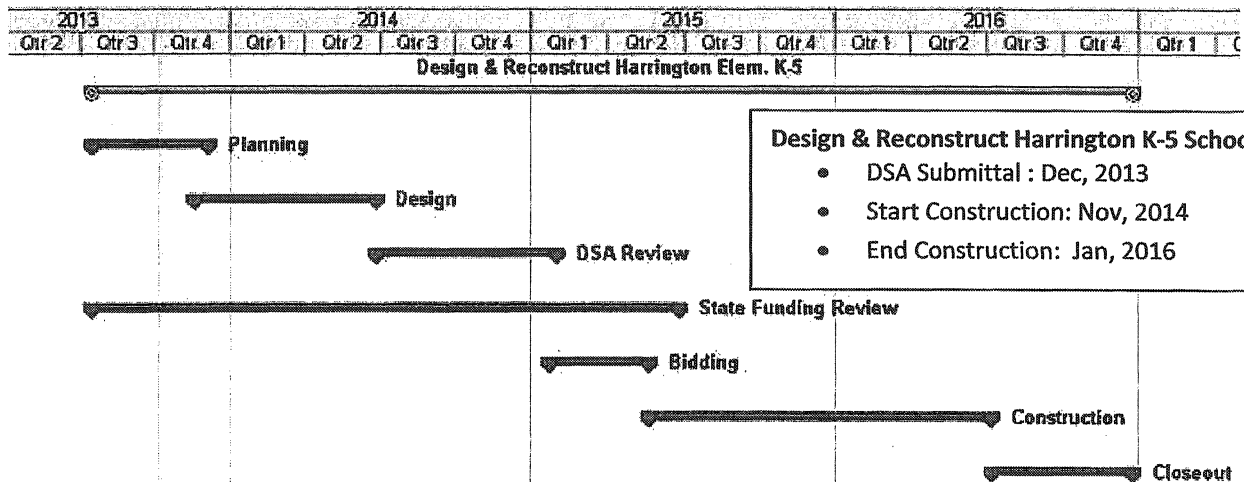 2013 2014 2015 2016
Qtr 2 Qtr 3 Qtr 4 Qtr 1 Qtr 2 Qtr 3 Qtr 4 Qtr 1 Qtr 2 Qtr 3 Qtr 4 Qtr 1 Qtr 2 Qtr 3 Qtr 4 Qtr 1
Design & Reconstruct Harrington Elem. K-5
Planning
Design & Reconstruct Harrington K-5 Schoo
• DSA Submittal : Dec, 2013
• Start Construction: Nov, 2014
• End Construction: Jan, 2016
Design
DSA Review
State Funding Review
Bidding
Construction
Closeout